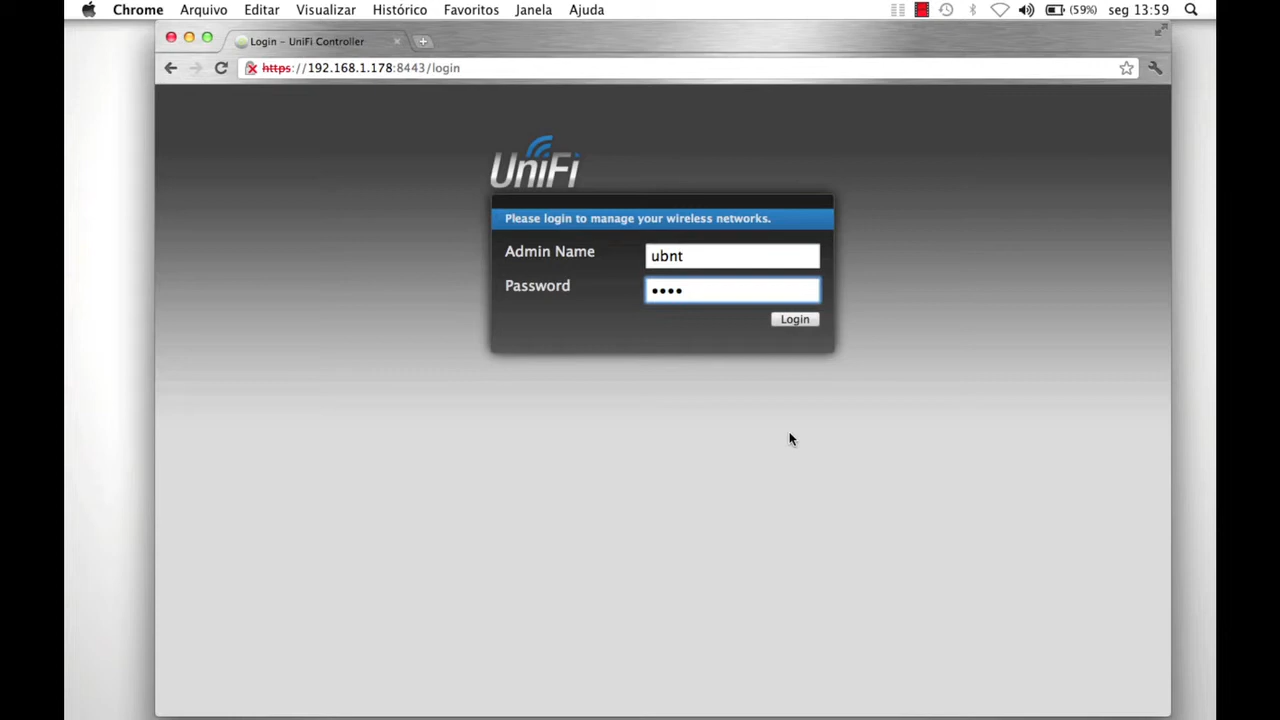 Chrome Arquivo Editar Visualizar Histórico Favoritos Janela Ajuda (59%) seg 13:59
Login – UniFi Controller
https://192.168.1.178:8443/login
UniFi
Please login to manage your wireless networks.
Admin Name ubnt
Password ••••
Login